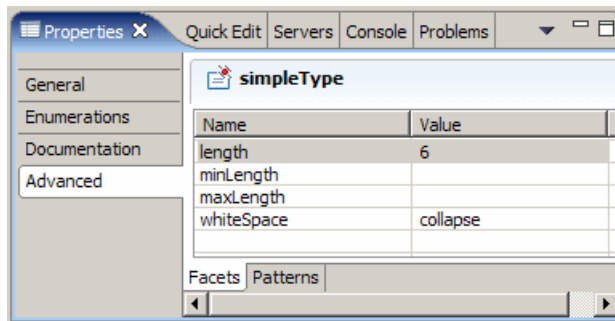 Properties Quick Edit Servers Console Problems
General
Enumerations
Documentation
Advanced
simpleType
Name Value
length 6
minLength
maxLength
whiteSpace collapse
Facets Patterns